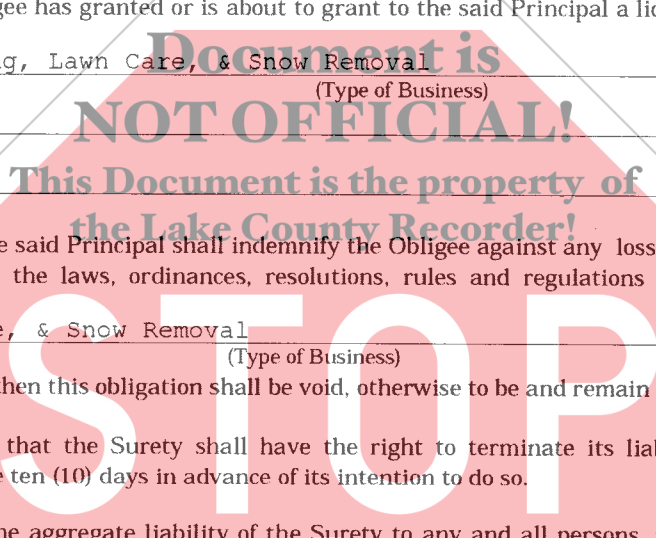 gee has granted or is about to grant to the said Principal a lic
g, Lawn Care, & Snow Removal
Document is
(Type of Business)
NOT OFFICIAL!
This Document is the property of
the Lake County Recorder!
e said Principal shall indemnify the Obligee against any loss
the laws, ordinances, resolutions, rules and regulations
STOP
e, & Snow Removal
(Type of Business)
then this obligation shall be void, otherwise to be and remain
that the Surety shall have the right to terminate its lial
e ten (10) days in advance of its intention to do so.
he aggregate liability of the Surety to any and all persons,